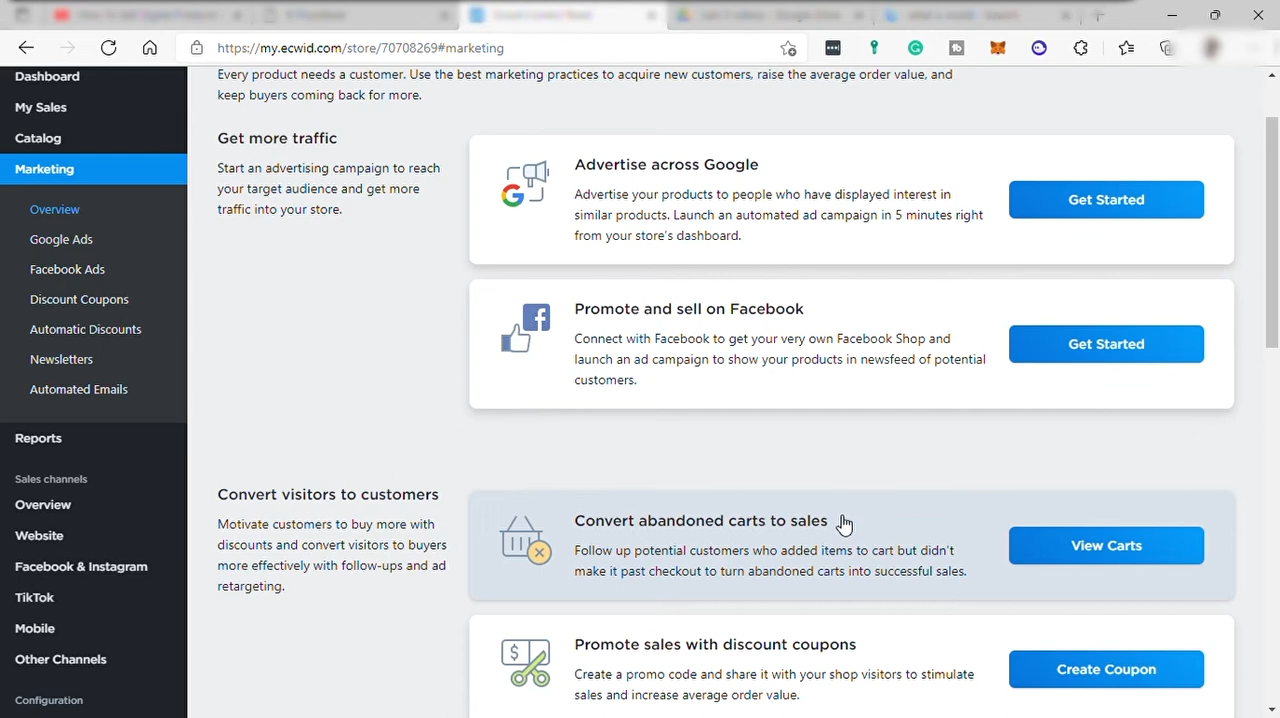 https://my.ecwid.com/store/70708269#marketing
Dashboard
My Sales
Catalog
Marketing
Overview
Google Ads
Facebook Ads
Discount Coupons
Automatic Discounts
Newsletters
Automated Emails
Reports
Sales channels
Overview
Website
Facebook & Instagram
TikTok
Mobile
Other Channels
Configuration
Every product needs a customer. Use the best marketing practices to acquire new customers, raise the average order value, and
keep buyers coming back for more.
Get more traffic
Start an advertising campaign to reach
your target audience and get more
traffic into your store.
Advertise across Google
Advertise your products to people who have displayed interest in
similar products. Launch an automated ad campaign in 5 minutes right
from your store's dashboard.
Get Started
Promote and sell on Facebook
Connect with Facebook to get your very own Facebook Shop and
launch an ad campaign to show your products in newsfeed of potential
customers.
Get Started
Convert visitors to customers
Motivate customers to buy more with
discounts and convert visitors to buyers
more effectively with follow-ups and ad
retargeting.
Convert abandoned carts to sales
Follow up potential customers who added items to cart but didn't
make it past checkout to turn abandoned carts into successful sales.
View Carts
Promote sales with discount coupons
Create a promo code and share it with your shop visitors to stimulate
sales and increase average order value.
Create Coupon